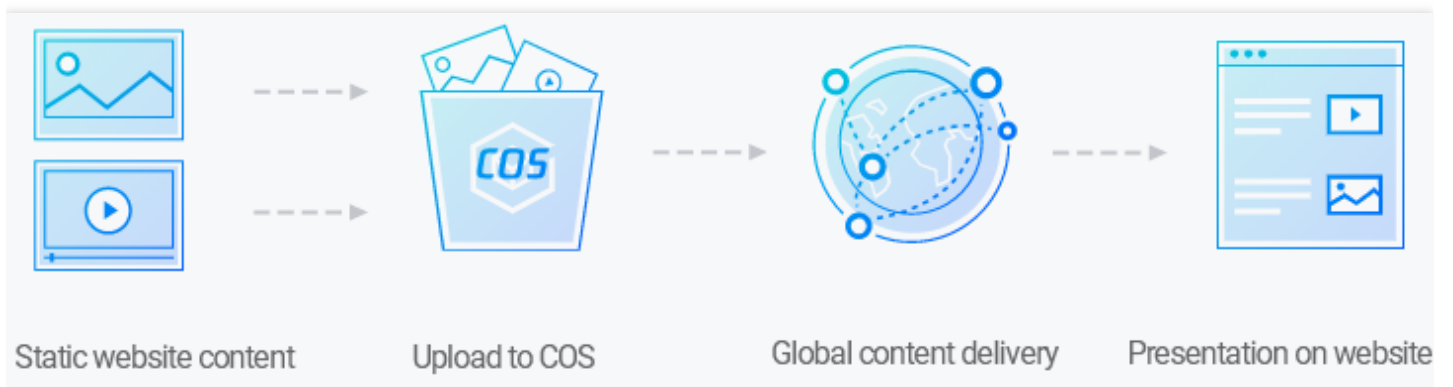 COS
Static website content
Upload to COS
Global content delivery
Presentation on website